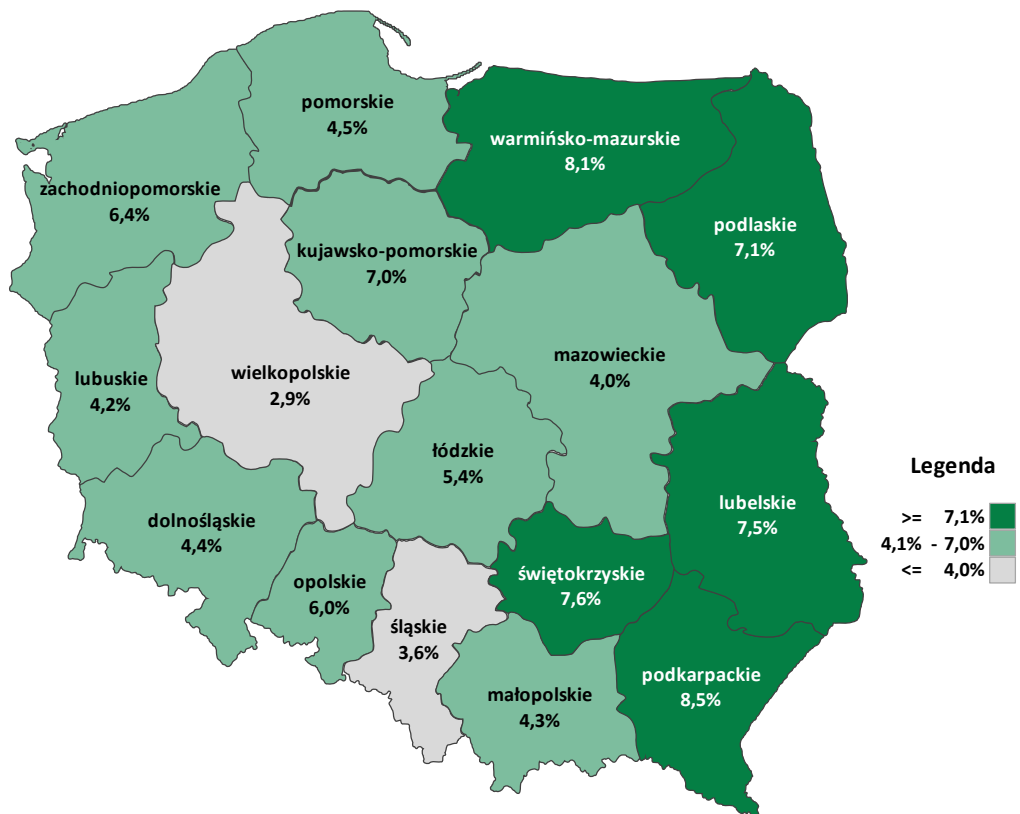 pomorskie
4,5%
warmińsko-mazurskie
8,1%
zachodniopomorskie
6,4%
podlaskie
7,1%
kujawsko-pomorskie
7,0%
mazowieckie
4,0%
lubuskie
4,2%
wielkopolskie
2,9%
łódzkie
5,4%
Legenda
>= 7,1%
4,1% - 7,0%
<= 4,0%
lubelskie
7,5%
dolnośląskie
4,4%
opolskie
6,0%
świętokrzyskie
7,6%
śląskie
3,6%
podkarpackie
8,5%
małopolskie
4,3%